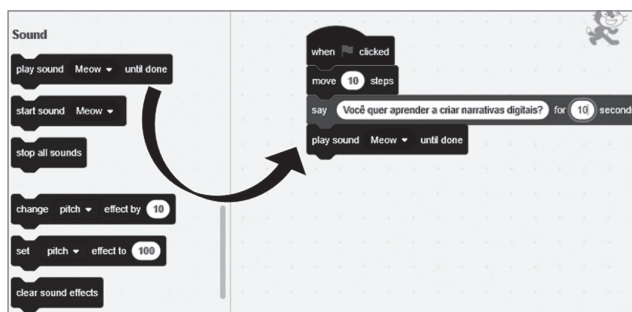 Sound
play sound Meow until done
start sound Meow
stop all sounds
change pitch effect by 10
set pitch effect to 100
clear sound effects
when clicked
move 10 steps
say Você quer aprender a criar narrativas digitais? for 10 seconds
play sound Meow until done